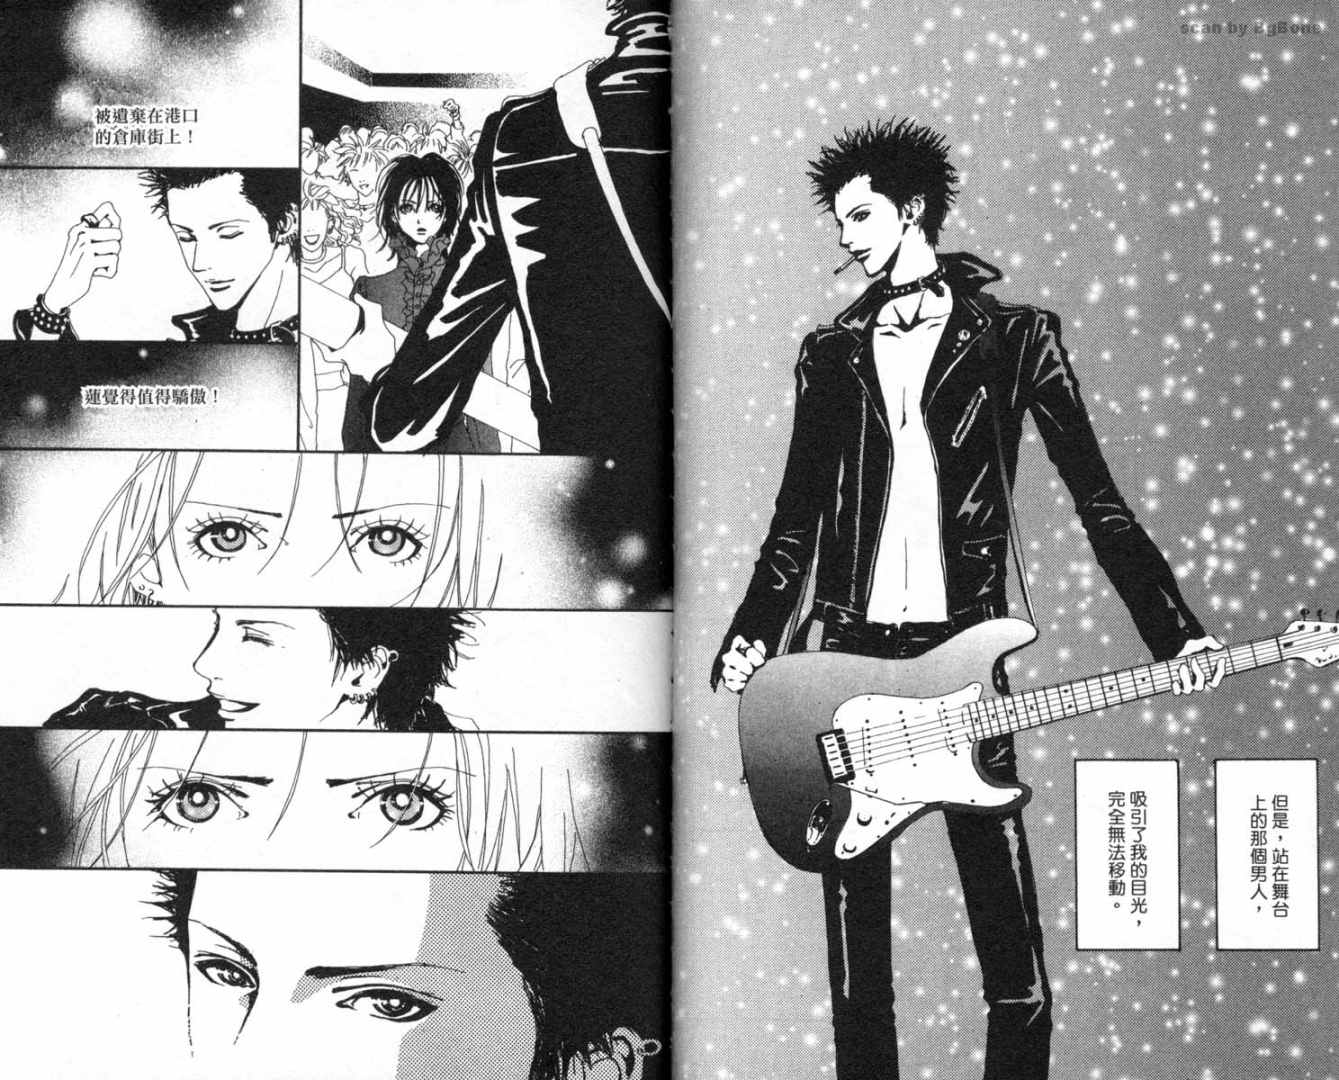 scan by BgBone
但是，站在舞台
上的那個男人，
吸引了我的目光，
完全無法移動。
被遺棄在港口
的倉庫街上！
蓮覺得值得驕傲！